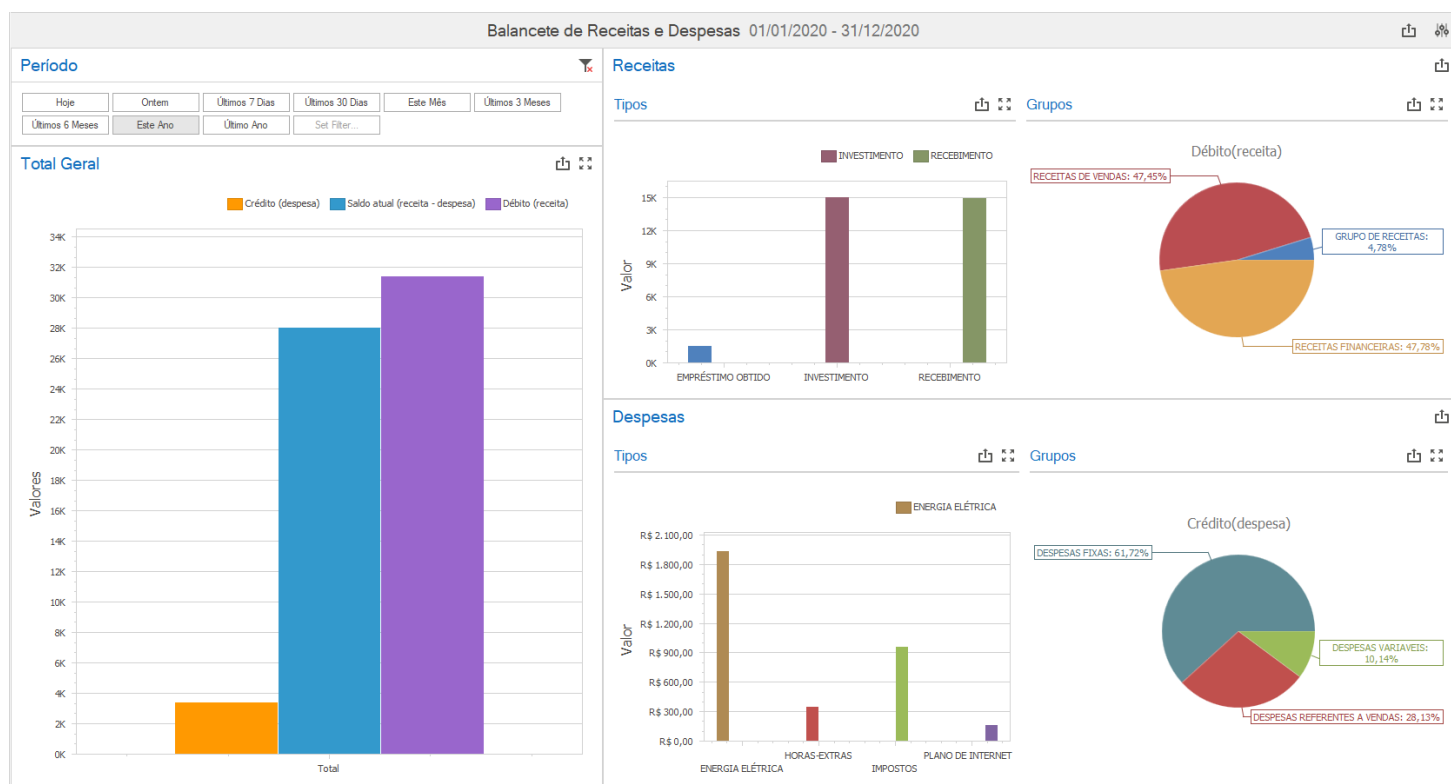 Balancete de Receitas e Despesas 01/01/2020 - 31/12/2020
Período
Hoje
Ontem
Últimos 7 Dias
Últimos 30 Dias
Este Mês
Últimos 3 Meses
Últimos 6 Meses
Este Ano
Último Ano
Set Filter...
Total Geral
Crédito (despesa)
Saldo atual (receita - despesa)
Débito (receita)
Valores
34K
32K
30K
28K
26K
24K
22K
20K
18K
16K
14K
12K
10K
8K
6K
4K
2K
0K
Total
Receitas
Tipos
INVESTIMENTO
RECEBIMENTO
Valor
15K
12K
9K
6K
3K
0K
EMPRÉSTIMO OBTIDO
INVESTIMENTO
RECEBIMENTO
Grupos
Débito(receita)
RECEITAS DE VENDAS: 47,45%
GRUPO DE RECEITAS:
4,78%
RECEITAS FINANCEIRAS: 47,78%
Despesas
Tipos
ENERGIA ELÉTRICA
Valor
R$ 2.100,00
R$ 1.800,00
R$ 1.500,00
R$ 1.200,00
R$ 900,00
R$ 600,00
R$ 300,00
R$ 0,00
ENERGIA ELÉTRICA
HORAS-EXTRAS
IMPOSTOS
PLANO DE INTERNET
Grupos
Crédito(despesa)
DESPESAS FIXAS: 61,72%
DESPESAS VARIAVEIS:
10,14%
DESPESAS REFERENTES A VENDAS: 28,13%